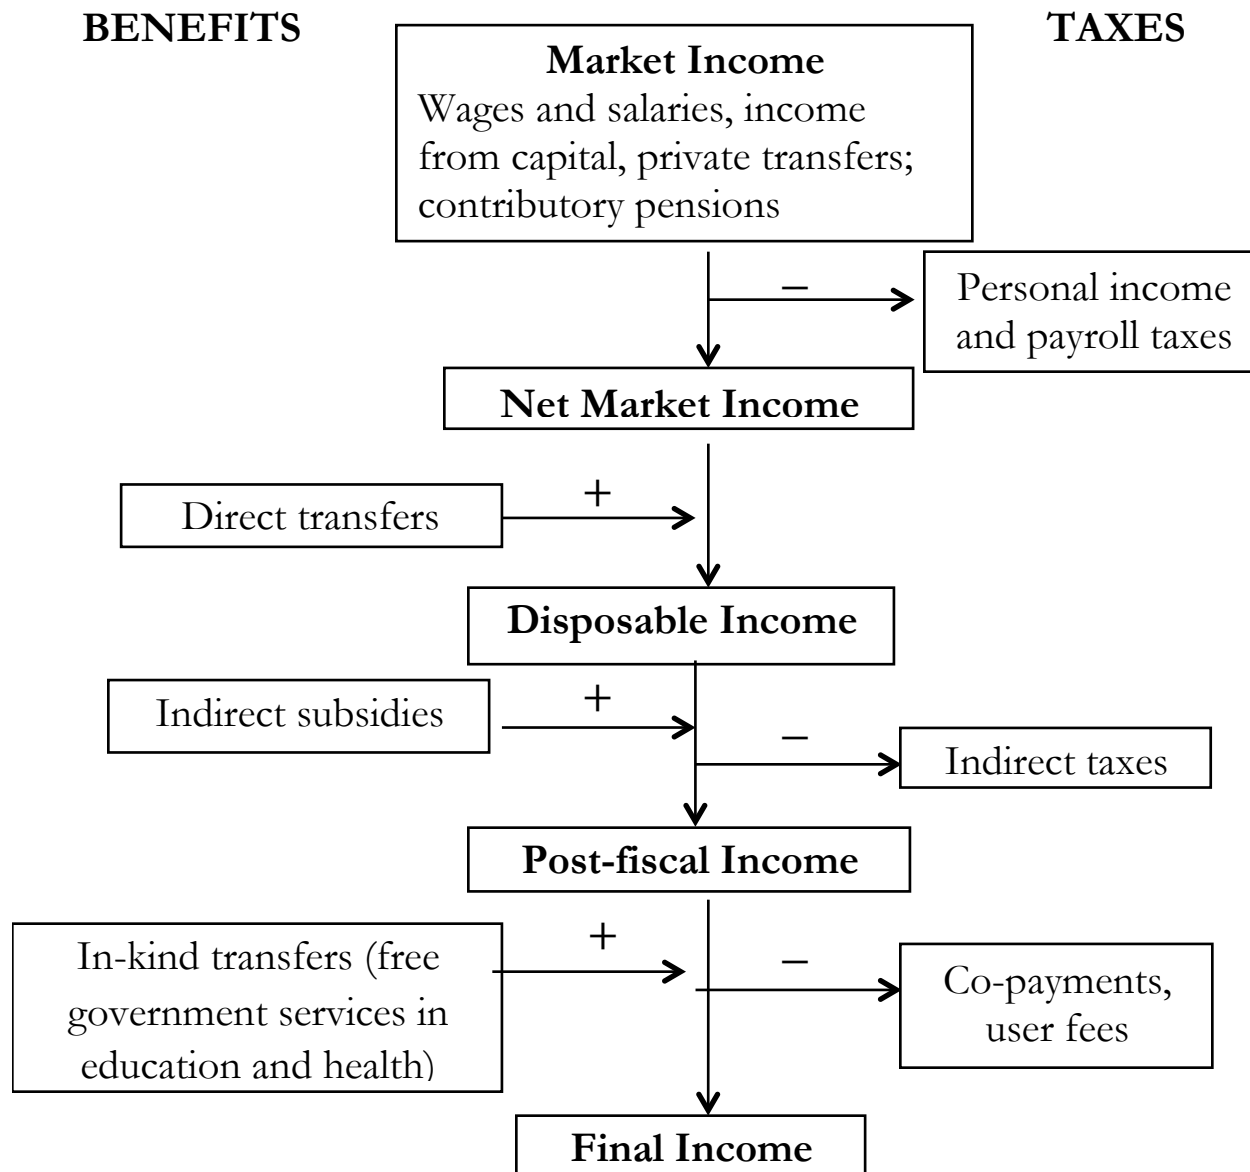 BENEFITS
TAXES
Market Income
Wages and salaries, income
from capital, private transfers;
contributory pensions
–
Personal income
and payroll taxes
Net Market Income
+
Direct transfers
Disposable Income
+
Indirect subsidies
–
Indirect taxes
Post-fiscal Income
+
In-kind transfers (free
government services in
education and health)
–
Co-payments,
user fees
Final Income